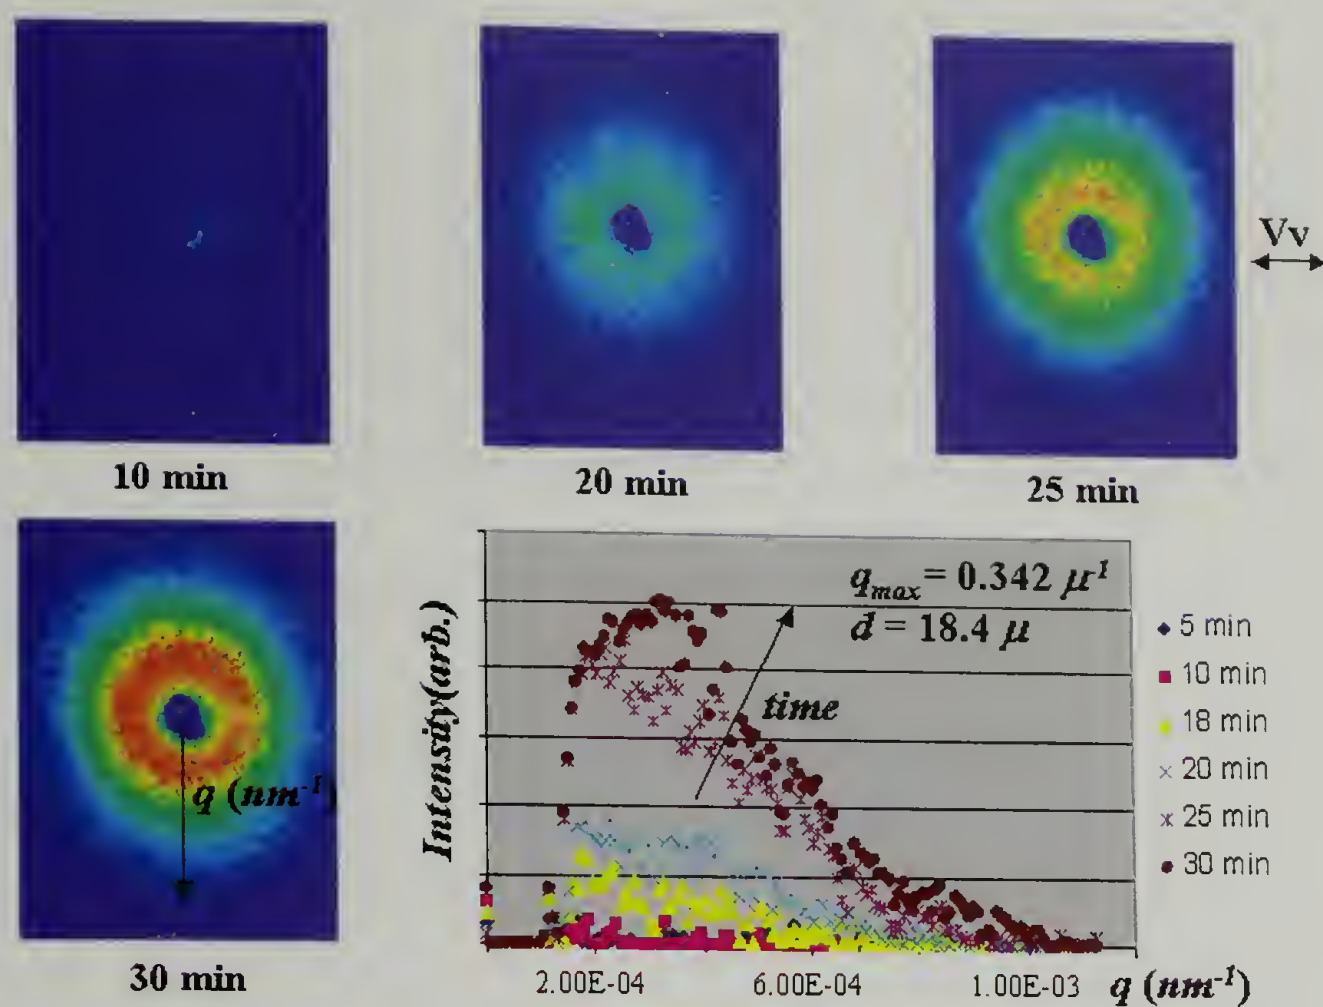 10 min
20 min
25 min
Vv
30 min
q (nm-1)
Intensity(arb.)
qmax = 0.342 μ-1
d = 18.4 μ
time
5 min
10 min
18 min
20 min
25 min
30 min
2.00E-04
6.00E-04
1.00E-03
q (nm-1)